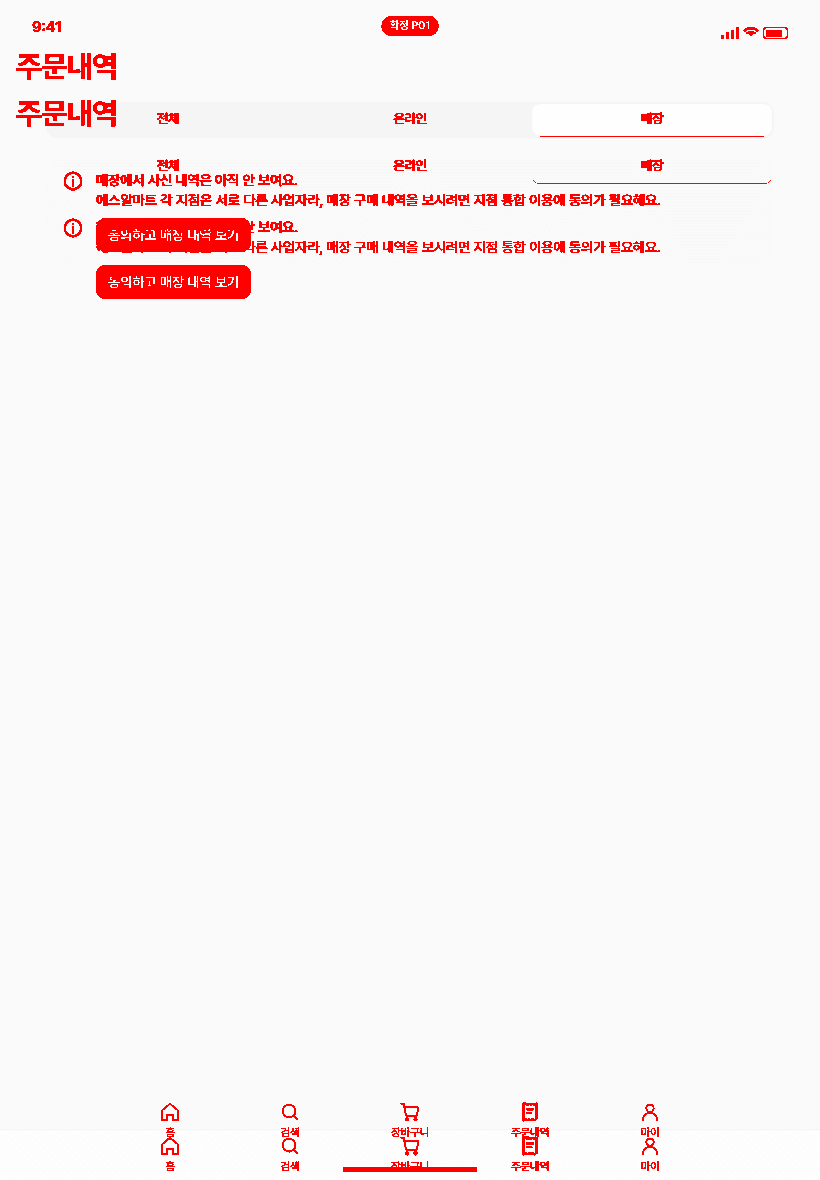 9:41
확정 P01
주문내역
주문내역
전체 온라인 매장
전체 온라인 매장
매장에서 사신 내역은 아직 안 보여요.
에스알마트 각 지점은 서로 다른 사업자라, 매장 구매 내역을 보시려면 지점 통합 이용에 동의가 필요해요.
안 보여요.
다른 사업자라, 매장 구매 내역을 보시려면 지점 통합 이용에 동의가 필요해요.
동의하고 매장 내역 보기
동의하고 매장 내역 보기
홈 검색 장바구니 주문내역 마이
홈 검색 장바구니 주문내역 마이